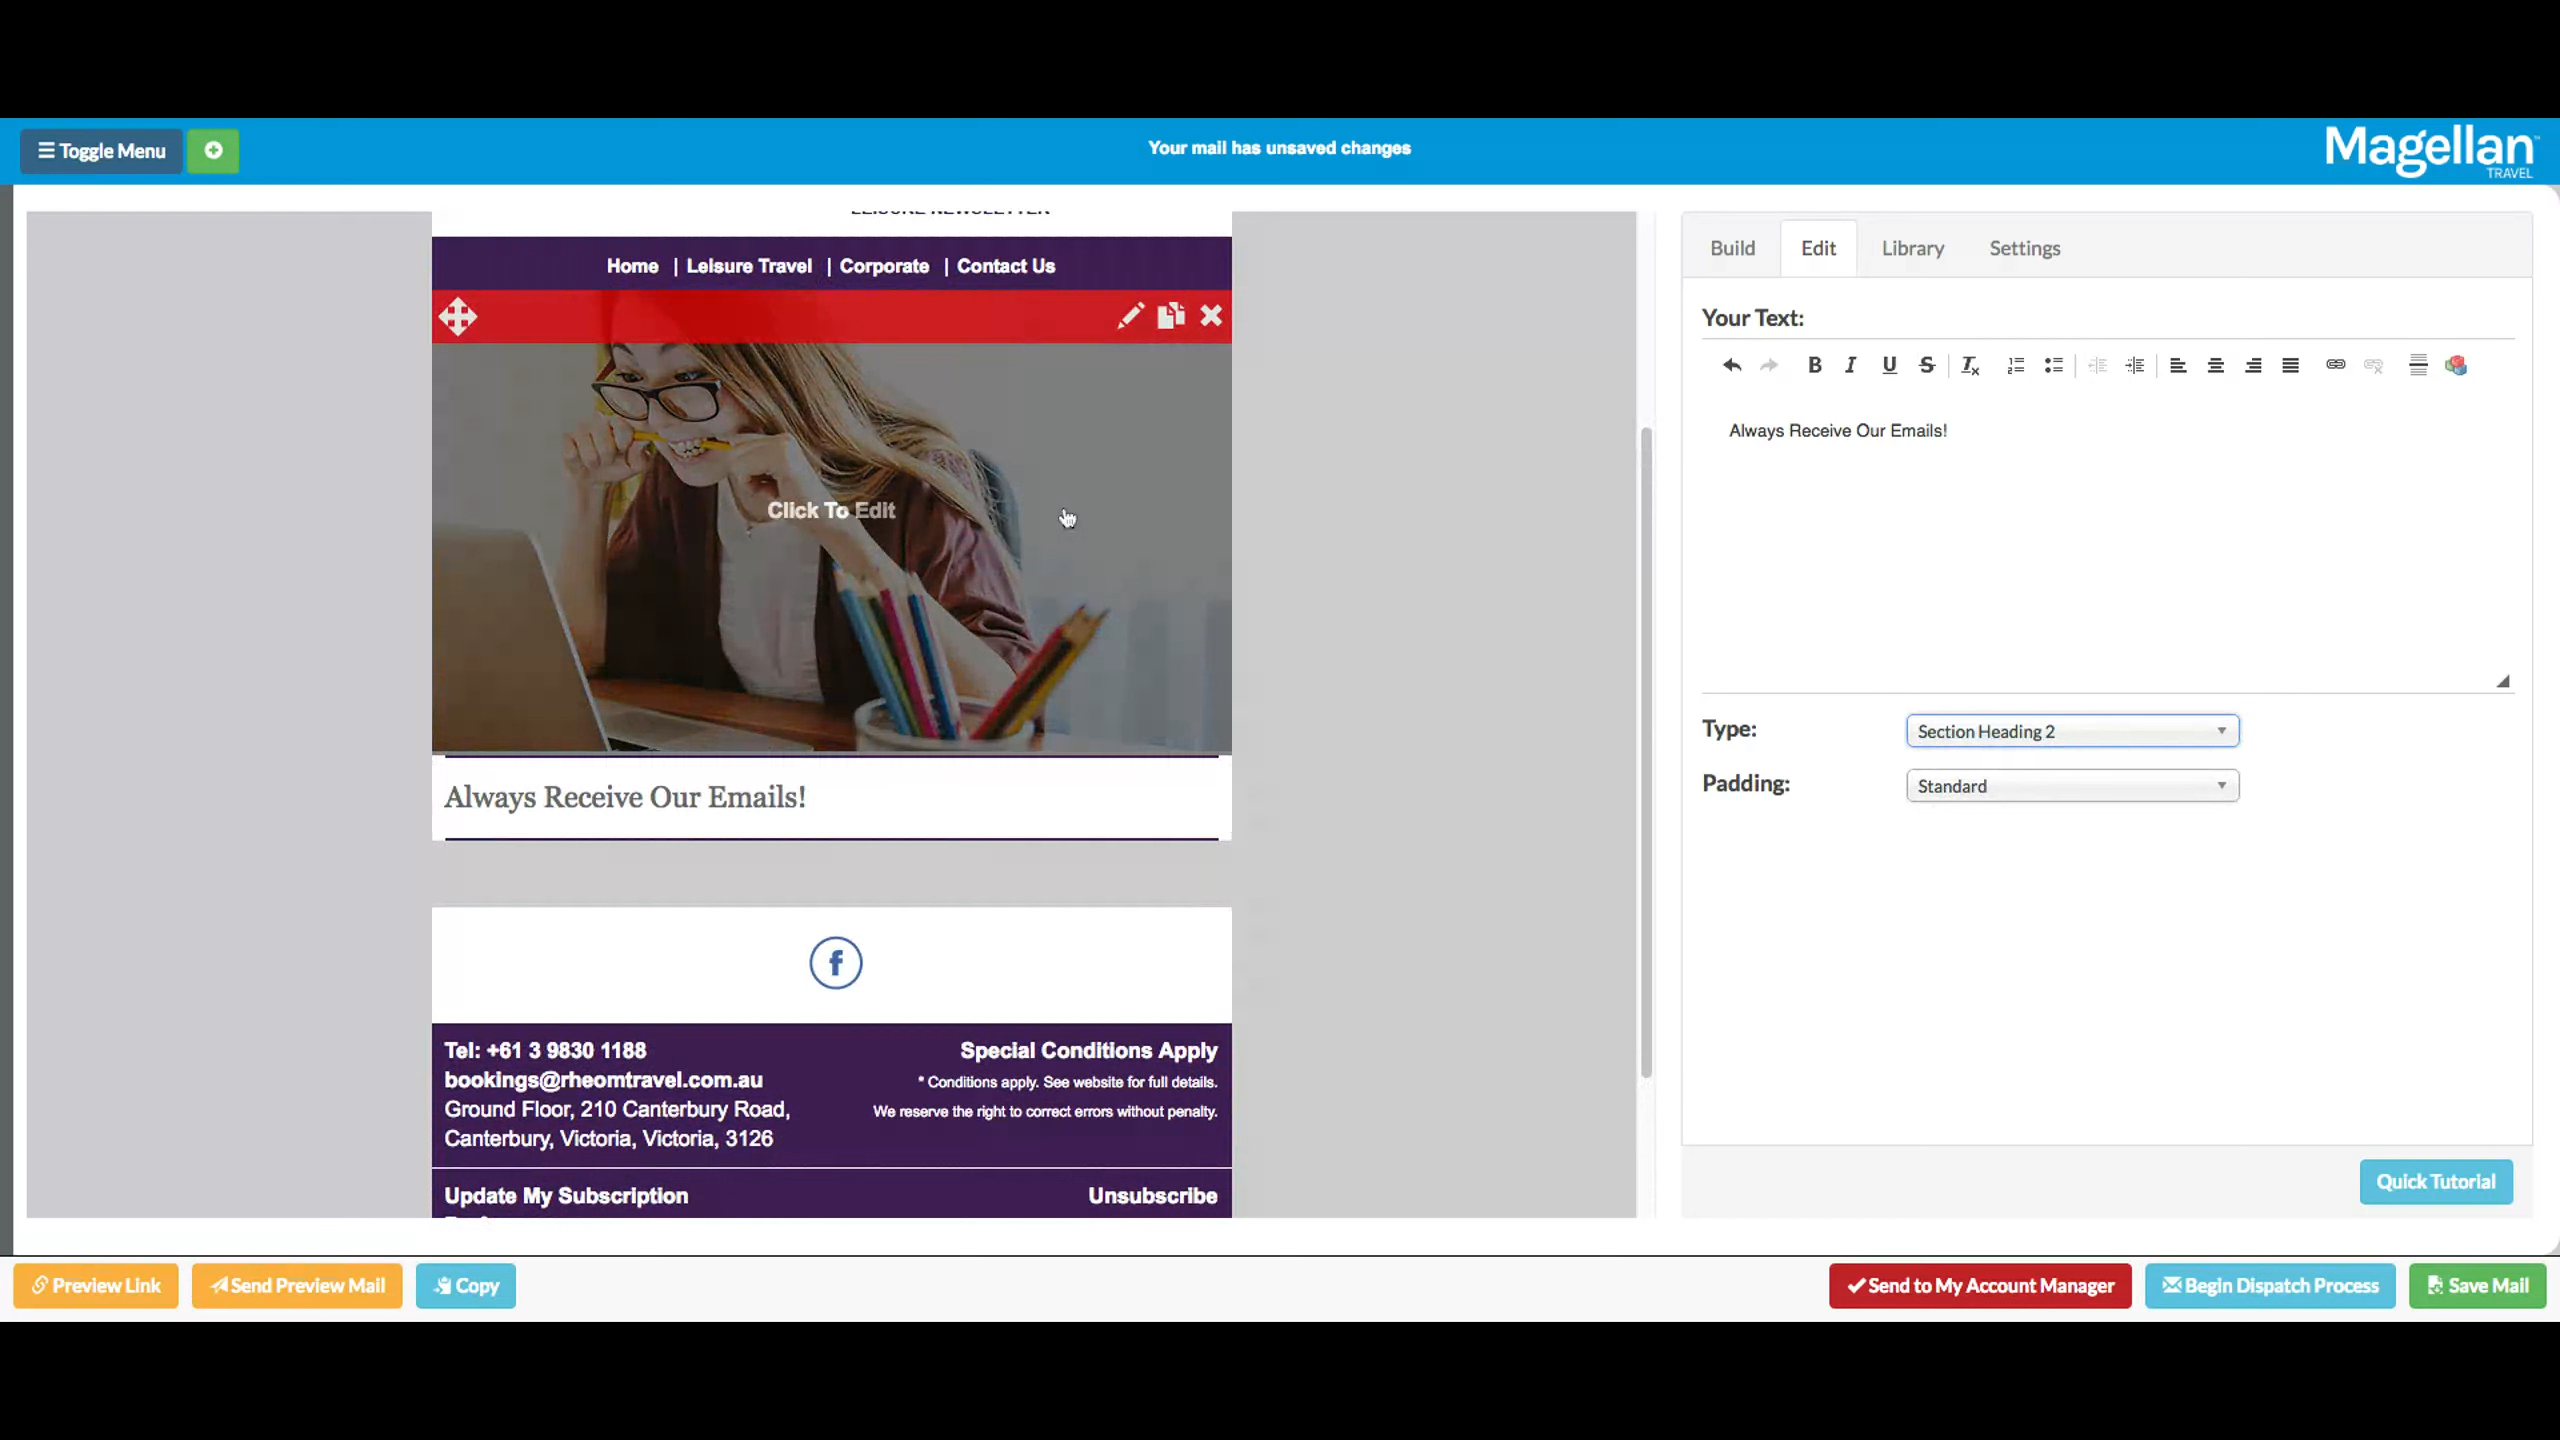 Toggle Menu
Your mail has unsaved changes
Magellan
TRAVEL
LEISURE NEWSLETTER
Home | Leisure Travel | Corporate | Contact Us
Click To Edit
Always Receive Our Emails!
f
Tel: +61 3 9830 1188
bookings@rheomtravel.com.au
Ground Floor, 210 Canterbury Road,
Canterbury, Victoria, Victoria, 3126
Special Conditions Apply
* Conditions apply. See website for full details.
We reserve the right to correct errors without penalty.
Update My Subscription
Unsubscribe
Build Edit Library Settings
Your Text:
B I U S Tx
Always Receive Our Emails!
Type: Section Heading 2
Padding: Standard
Quick Tutorial
Preview Link Send Preview Mail Copy
Send to My Account Manager Begin Dispatch Process Save Mail